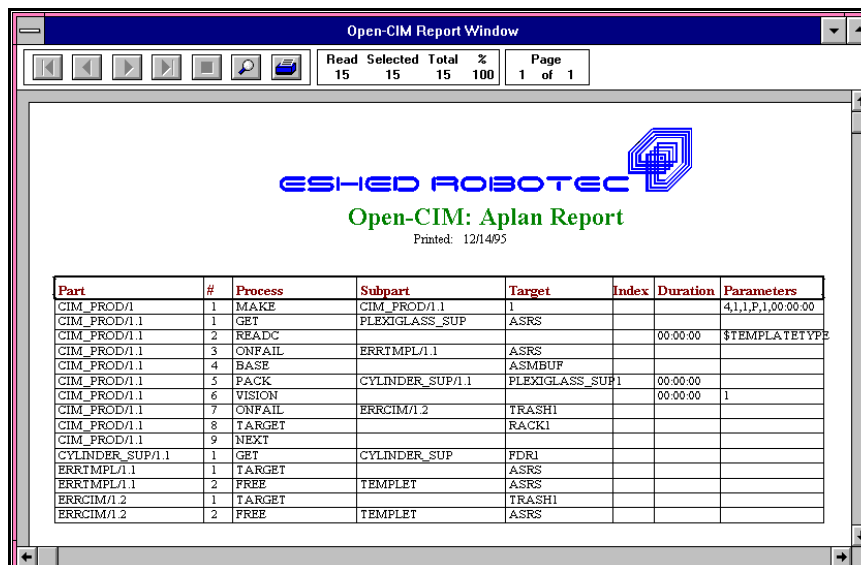 Open-CIM Report Window
Read Selected Total % Page
15 15 15 100 1 of 1
ESHED ROBOTEC
Open-CIM: Aplan Report
Printed: 12/14/95
Part # Process Subpart Target Index Duration Parameters
CIM_PROD/1 1 MAKE CIM_PROD/1.1 1 4,1,1,P,1,00:00:00
CIM_PROD/1.1 1 GET PLEXIGLASS_SUP ASRS
CIM_PROD/1.1 2 READC 00:00:00 $TEMPLATETYPE
CIM_PROD/1.1 3 ONFAIL ERRTMPL/1.1 ASRS
CIM_PROD/1.1 4 BASE ASMBUF
CIM_PROD/1.1 5 PACK CYLINDER_SUP/1.1 PLEXIGLASS_SUP1 00:00:00
CIM_PROD/1.1 6 VISION 00:00:00 1
CIM_PROD/1.1 7 ONFAIL ERRCIM/1.2 TRASH1
CIM_PROD/1.1 8 TARGET RACK1
CIM_PROD/1.1 9 NEXT
CYLINDER_SUP/1.1 1 GET CYLINDER_SUP FDR1
ERRTMPL/1.1 1 TARGET ASRS
ERRTMPL/1.1 2 FREE TEMPLET ASRS
ERRCIM/1.2 1 TARGET TRASH1
ERRCIM/1.2 2 FREE TEMPLET ASRS